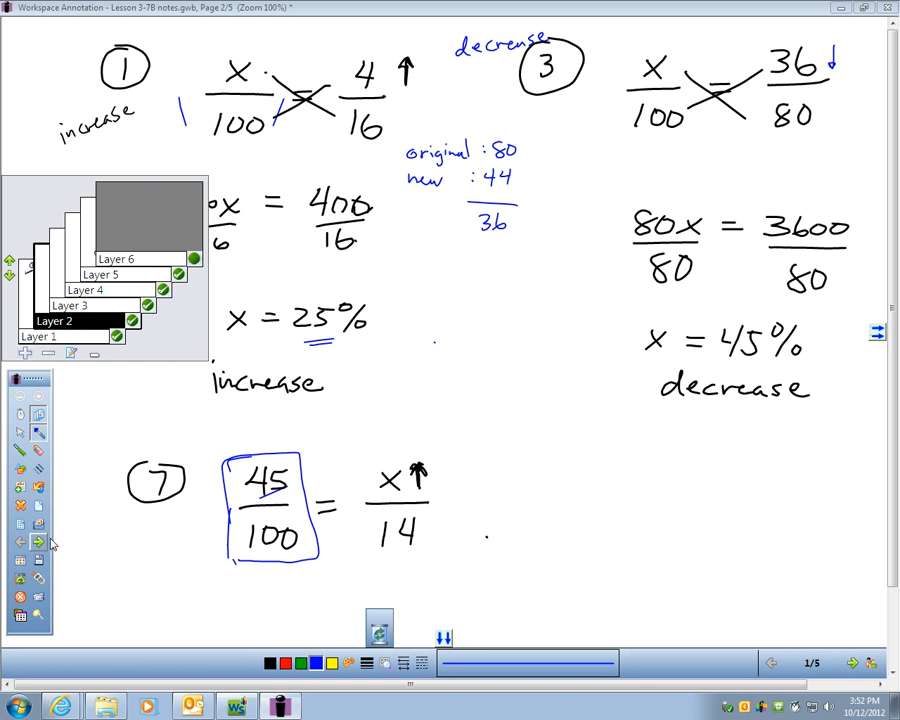 Workspace Annotation - Lesson 3-7B notes.gwb, Page 2/5 (Zoom 100%) *
1
increase
x
100
=
4
16
x = 400
6 16
x = 25%
increase
decrease
original : 80
new : 44
36
3
x
100
=
36
80
80x = 3600
80 80
x = 45%
decrease
Layer 6
Layer 5
Layer 4
Layer 3
Layer 2
Layer 1
7
45
100
=
x
14
1/5
3:52 PM
10/12/2012